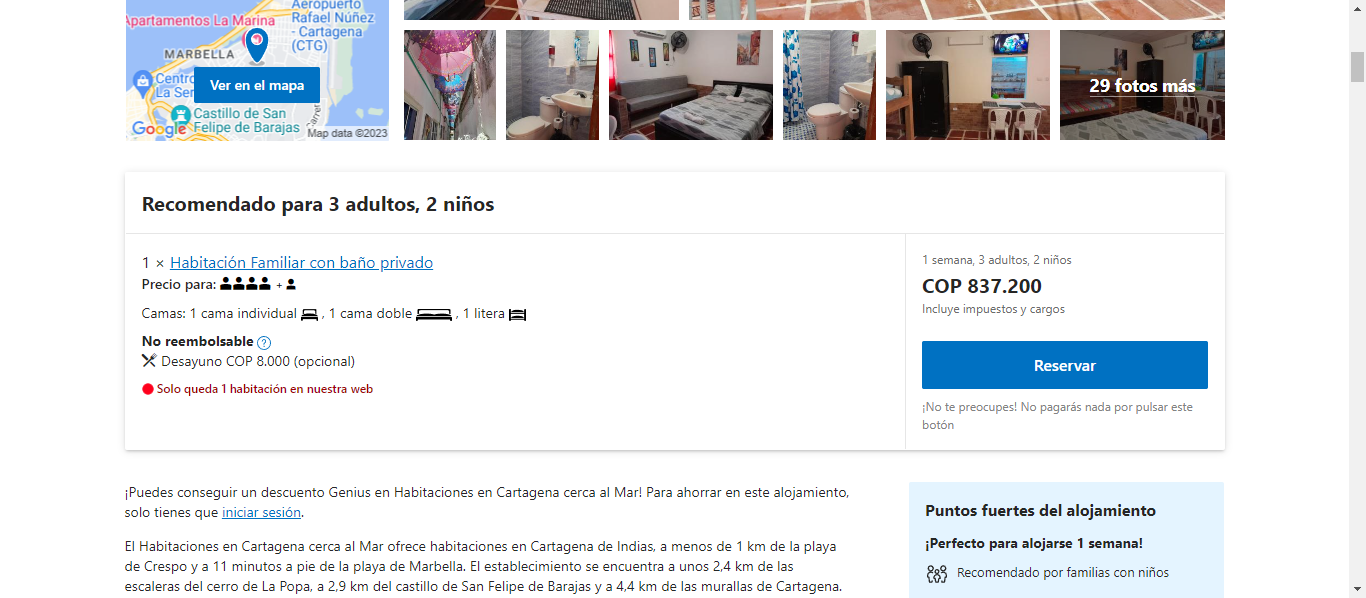 Aeropuerto
Rafael Núñez
- Cartagena
(CTG)
Apartamentos La Marina
MARBELLA
Centro
La Ser
Ver en el mapa
Castillo de San
Felipe de Barajas
Google
Map data ©2023
29 fotos más
Recomendado para 3 adultos, 2 niños
1 × Habitación Familiar con baño privado
Precio para: +
Camas: 1 cama individual , 1 cama doble , 1 litera
No reembolsable ?
Desayuno COP 8.000 (opcional)
Solo queda 1 habitación en nuestra web
1 semana, 3 adultos, 2 niños
COP 837.200
Incluye impuestos y cargos
Reservar
¡No te preocupes! No pagarás nada por pulsar este
botón
¡Puedes conseguir un descuento Genius en Habitaciones en Cartagena cerca al Mar! Para ahorrar en este alojamiento,
solo tienes que iniciar sesión.
El Habitaciones en Cartagena cerca al Mar ofrece habitaciones en Cartagena de Indias, a menos de 1 km de la playa
de Crespo y a 11 minutos a pie de la playa de Marbella. El establecimiento se encuentra a unos 2,4 km de las
escaleras del cerro de La Popa, a 2,9 km del castillo de San Felipe de Barajas y a 4,4 km de las murallas de Cartagena.
Puntos fuertes del alojamiento
¡Perfecto para alojarse 1 semana!
Recomendado por familias con niños